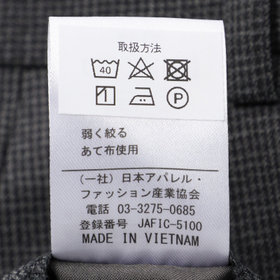 取扱方法
40
P
弱く絞る
あて布使用
(一社)日本アパレル・
ファッション産業協会
電話 03-3275-0685
登録番号 JAFIC-5100
MADE IN VIETNAM